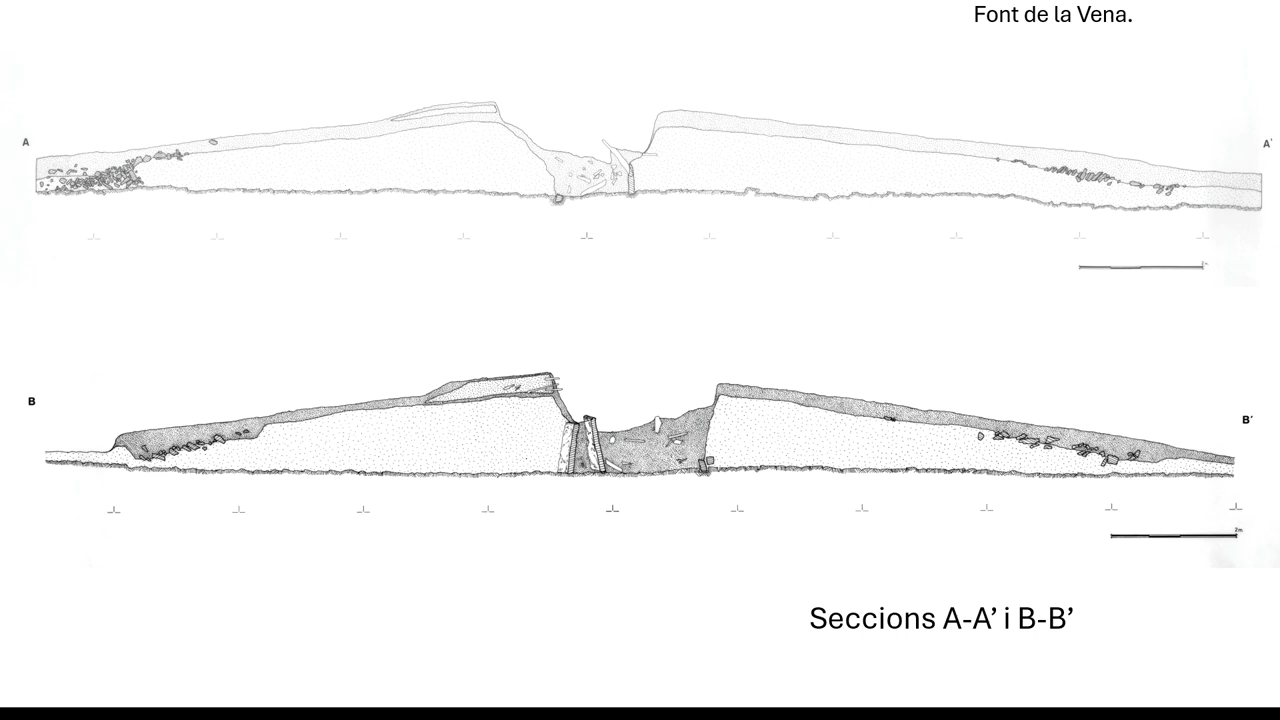 Font de la Vena.
A
A'
B
B'
2m.
Seccions A-A’ i B-B’